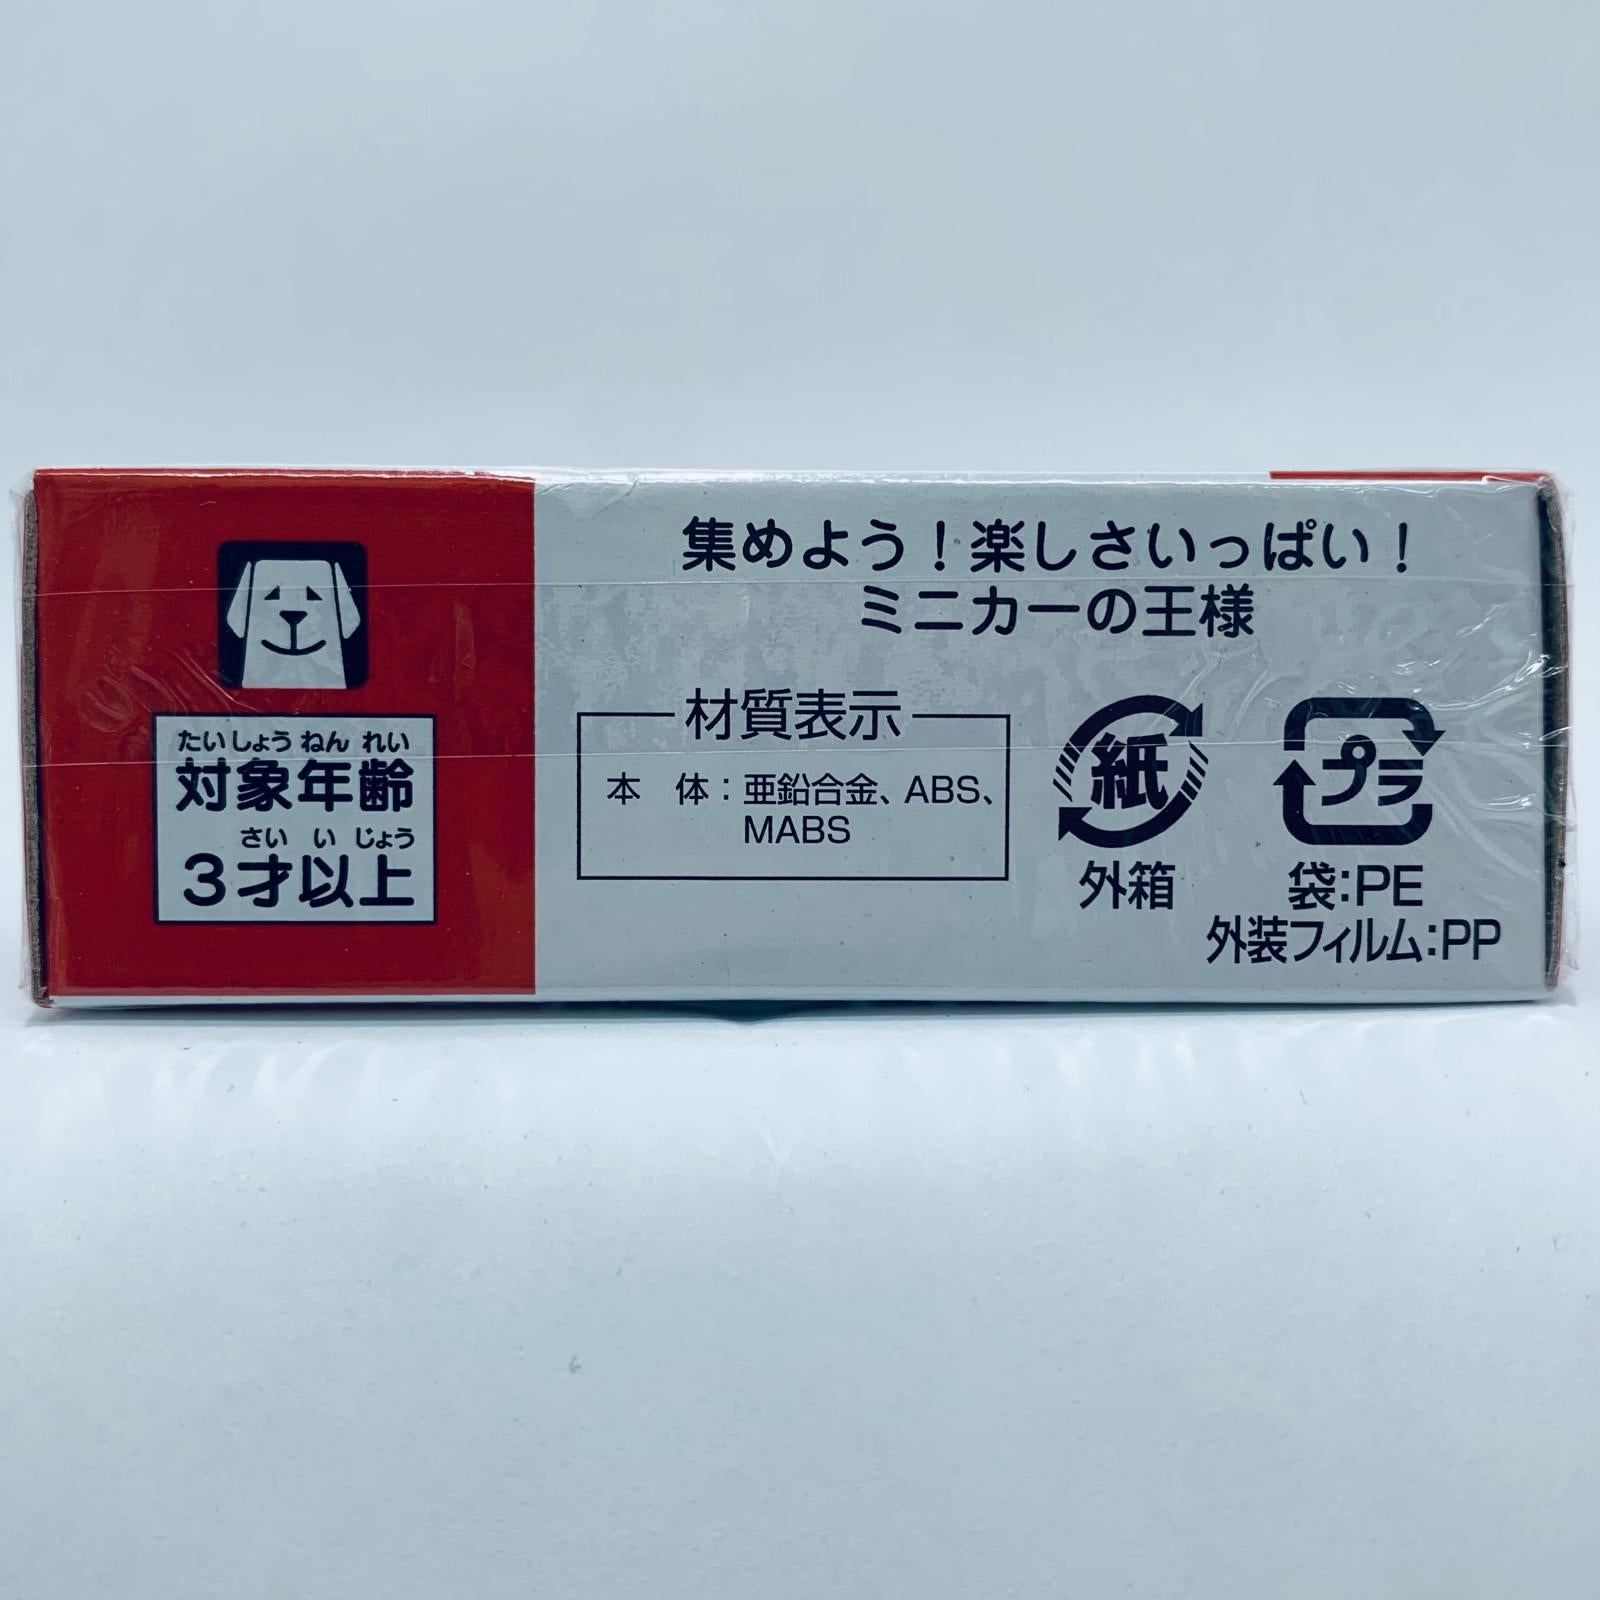 集めよう！楽しさいっぱい！
ミニカーの王様
たいしょう ねん れい
対象年齢
さい い じょう
3才以上
材質表示
本　体：亜鉛合金、ABS、
MABS
紙
外箱
プラ
袋:PE
外装フィルム:PP